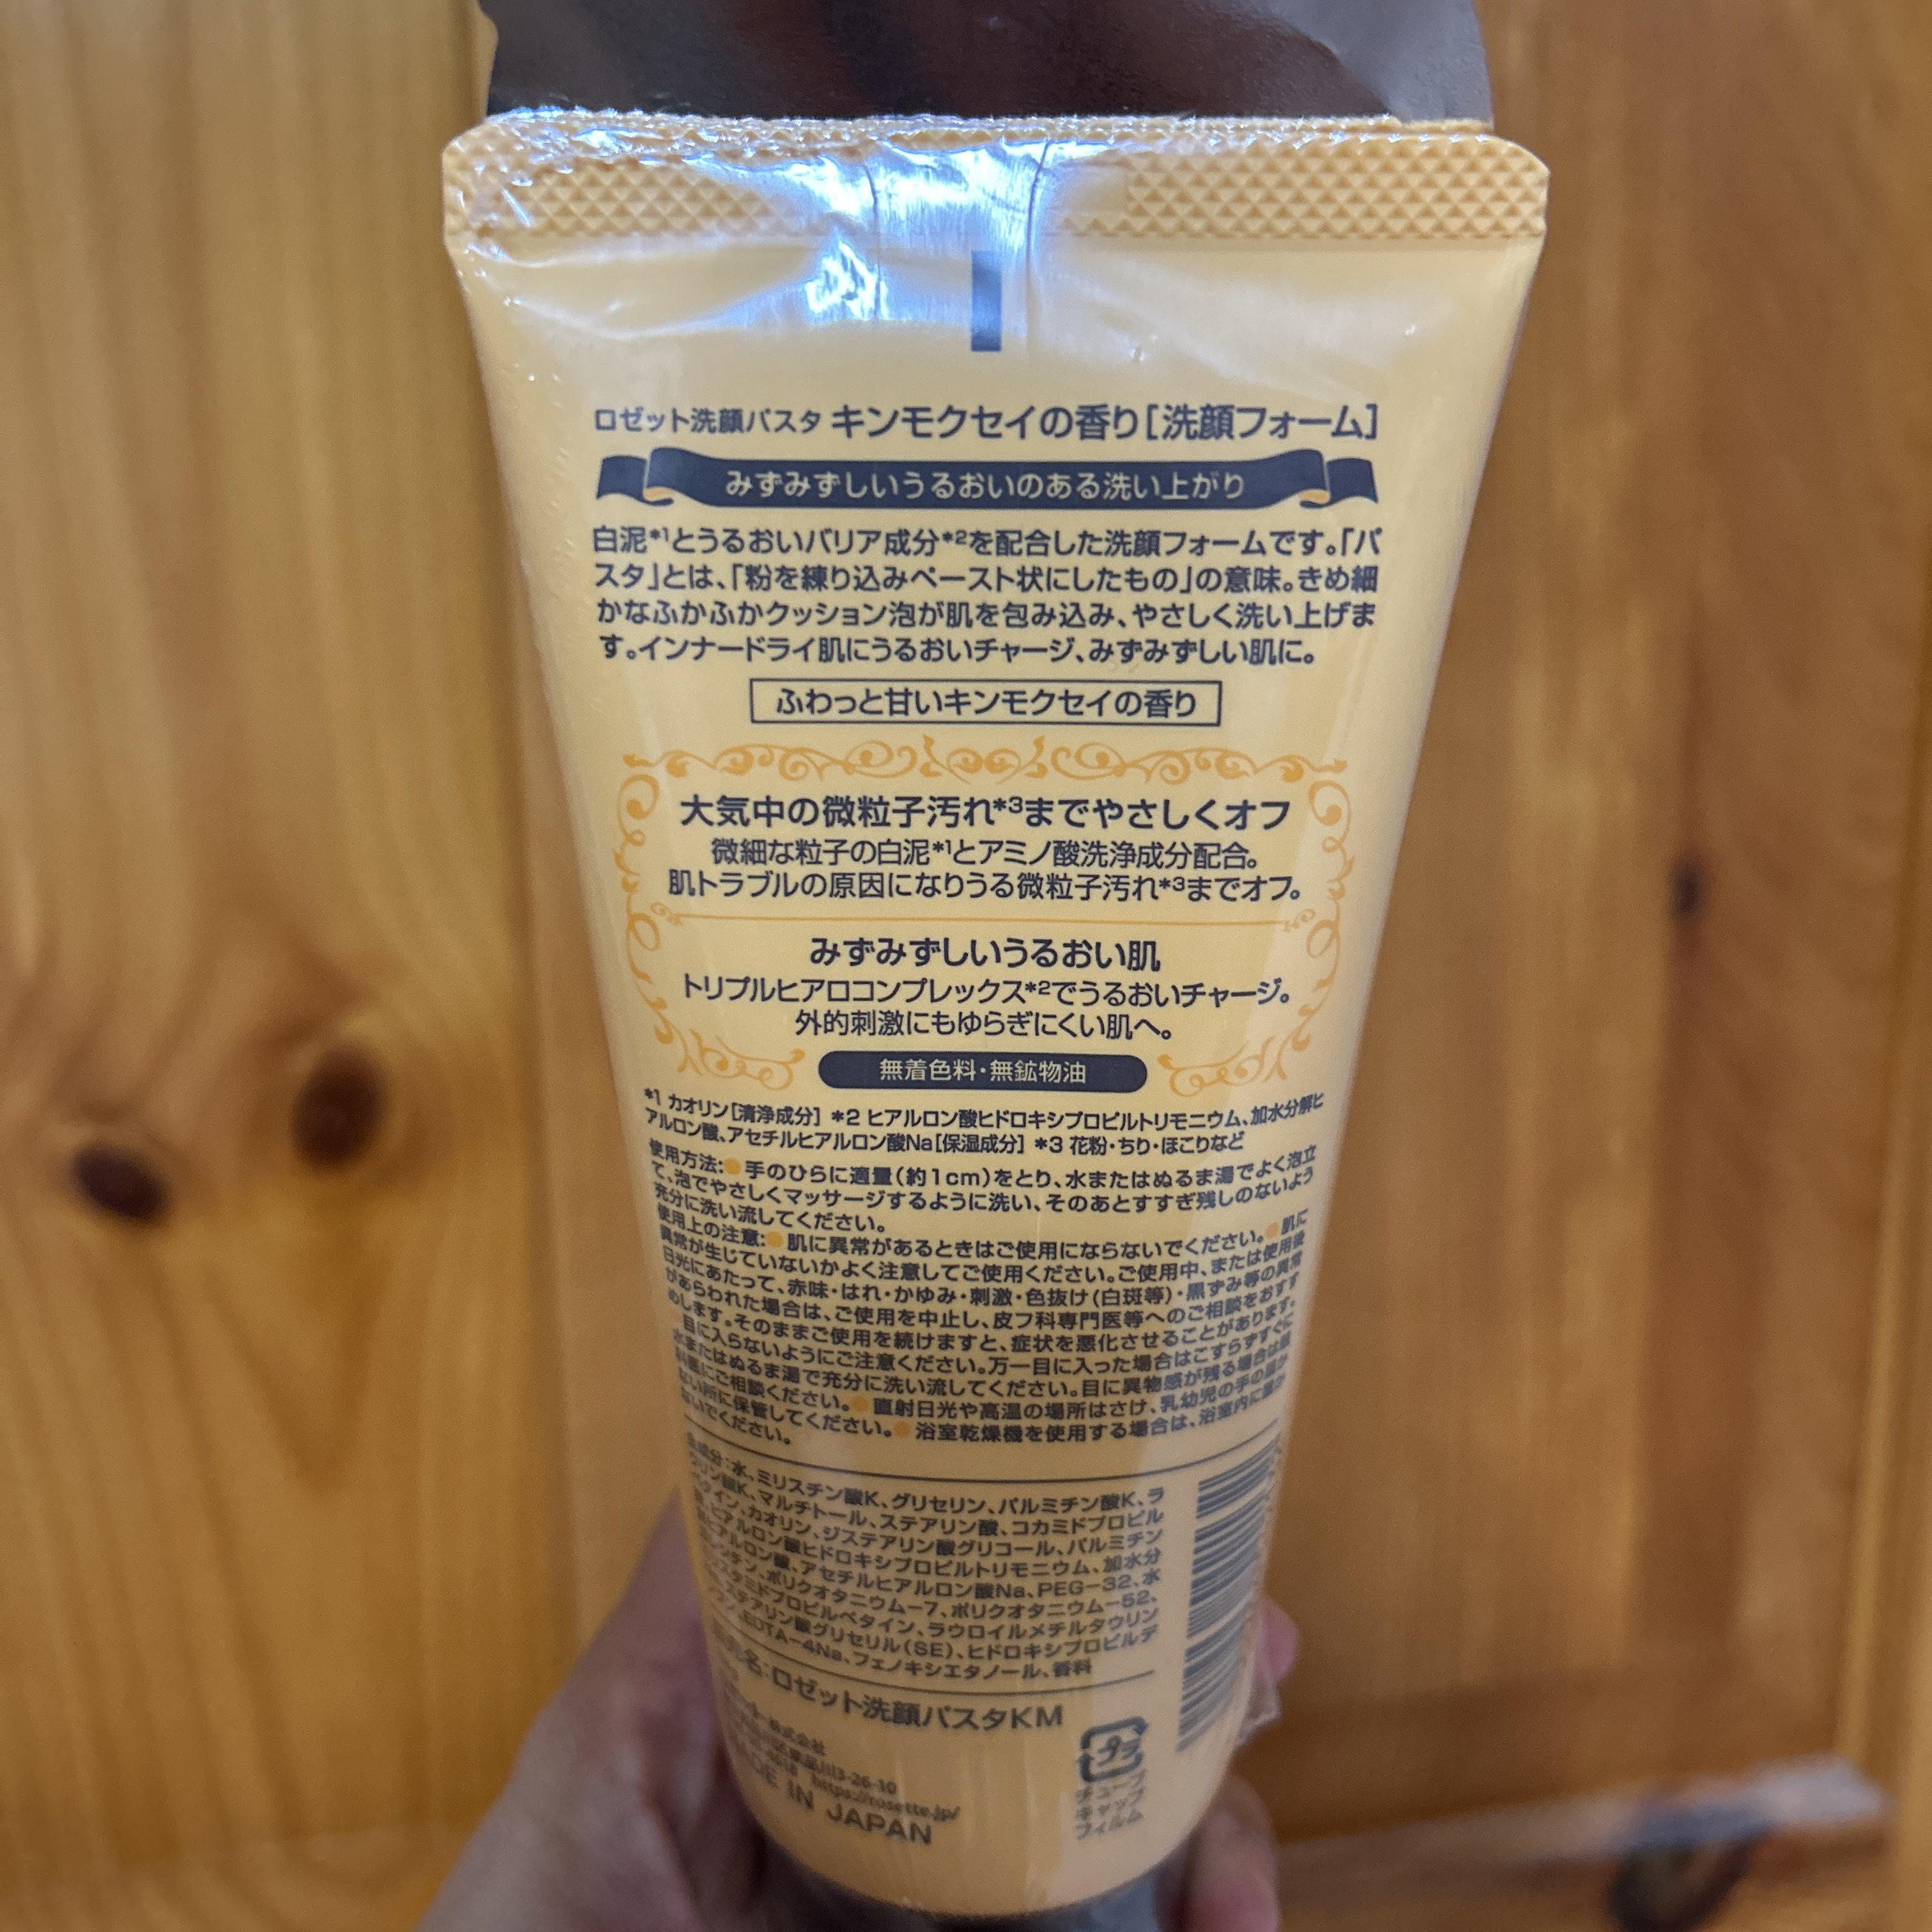 ロゼット洗顔パスタ キンモクセイの香り[洗顔フォーム]
みずみずしいうるおいのある洗い上がり
白泥*1とうるおいバリア成分*2を配合した洗顔フォームです。「パ
スタ」とは、「粉を練り込みペースト状にしたもの」の意味。きめ細
かなふかふかクッション泡が肌を包み込み、やさしく洗い上げま
す。インナードライ肌にうるおいチャージ、みずみずしい肌に。
ふわっと甘いキンモクセイの香り
大気中の微粒子汚れ*3までやさしくオフ
微細な粒子の白泥*1とアミノ酸洗浄成分配合。
肌トラブルの原因になりうる微粒子汚れ*3までオフ。
みずみずしいうるおい肌
トリプルヒアロコンプレックス*2でうるおいチャージ。
外的刺激にもゆらぎにくい肌へ。
無着色料・無鉱物油
*1 カオリン[清浄成分] *2 ヒアルロン酸ヒドロキシプロピルトリモニウム、加水分解ヒ
アルロン酸、アセチルヒアルロン酸Na[保湿成分] *3 花粉・ちり・ほこりなど
使用方法:●手のひらに適量(約1cm)をとり、水またはぬるま湯でよく泡立
て、泡でやさしくマッサージするように洗い、そのあとすすぎ残しのないよう
充分に洗い流してください。
使用上の注意:●肌に異常があるときはご使用にならないでください。●肌に
異常が生じていないかよく注意してご使用ください。ご使用中、または使用後
日光にあたって、赤味・はれ・かゆみ・刺激・色抜け(白斑等)・黒ずみ等の異常
があらわれた場合は、ご使用を中止し、皮フ科専門医等へのご相談をおすす
めします。そのままご使用を続けますと、症状を悪化させることがあります。
目に入らないようにご注意ください。万一目に入った場合はこすらずすぐに
水またはぬるま湯で充分に洗い流してください。目に異物感が残る場合は眼
科医にご相談ください。●直射日光や高温の場所はさけ、乳幼児の手の届か
ない所に保管してください。●浴室乾燥機を使用する場合は、浴室内に置か
ないでください。
全成分:水、ミリスチン酸K、グリセリン、パルミチン酸K、ラ
ウリン酸K、マルチトール、ステアリン酸、コカミドプロピル
ベタイン、カオリン、ジステアリン酸グリコール、パルミチン
酸、ヒアルロン酸ヒドロキシプロピルトリモニウム、加水分
解ヒアルロン酸、アセチルヒアルロン酸Na、PEG-32、水
レシチン、ポリクオタニウム-7、ポリクオタニウム-52、
スタミドプロピルベタイン、ラウロイルメチルタウリン
ステアリン酸グリセリル(SE)、ヒドロキシプロピルデ
EDTA-4Na、フェノキシエタノール、香料
名:ロゼット洗顔パスタKM
株式会社
3-26-10
https://rosette.jp/
MADE IN JAPAN
プラ
チューブ
キャップ
フィルム